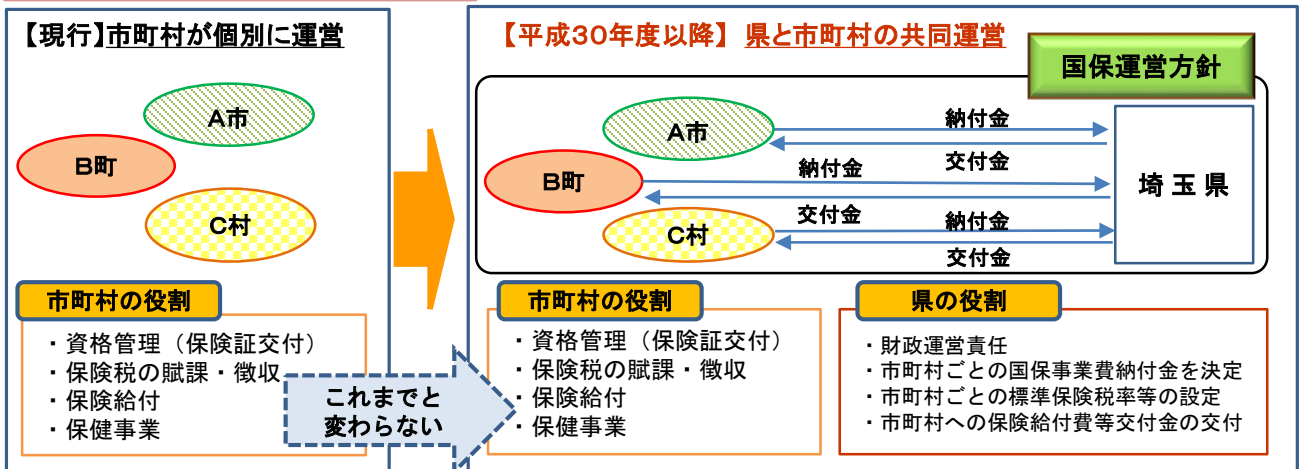 【現行】市町村が個別に運営
A市
B町
C村
市町村の役割
・資格管理（保険証交付）
・保険税の賦課・徴収
・保険給付
・保健事業
これまでと
変わらない
【平成30年度以降】 県と市町村の共同運営
国保運営方針
A市
納付金
交付金
B町
納付金
交付金
C村
納付金
交付金
埼玉県
市町村の役割
・資格管理（保険証交付）
・保険税の賦課・徴収
・保険給付
・保健事業
県の役割
・財政運営責任
・市町村ごとの国保事業費納付金を決定
・市町村ごとの標準保険税率等の設定
・市町村への保険給付費等交付金の交付